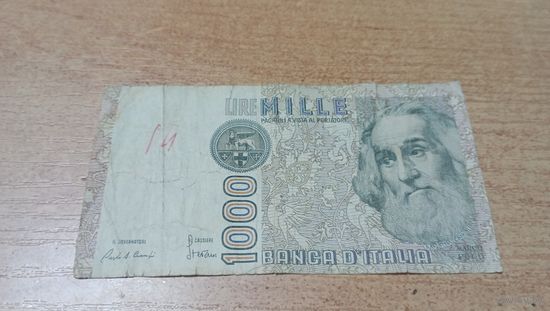 LIRE MILLE
PAGABILI A VISTA AL PORTATORE
IL GOVERNATORE
IL CASSIERE
1000
BANCA D'ITALIA
MARCO
POLO